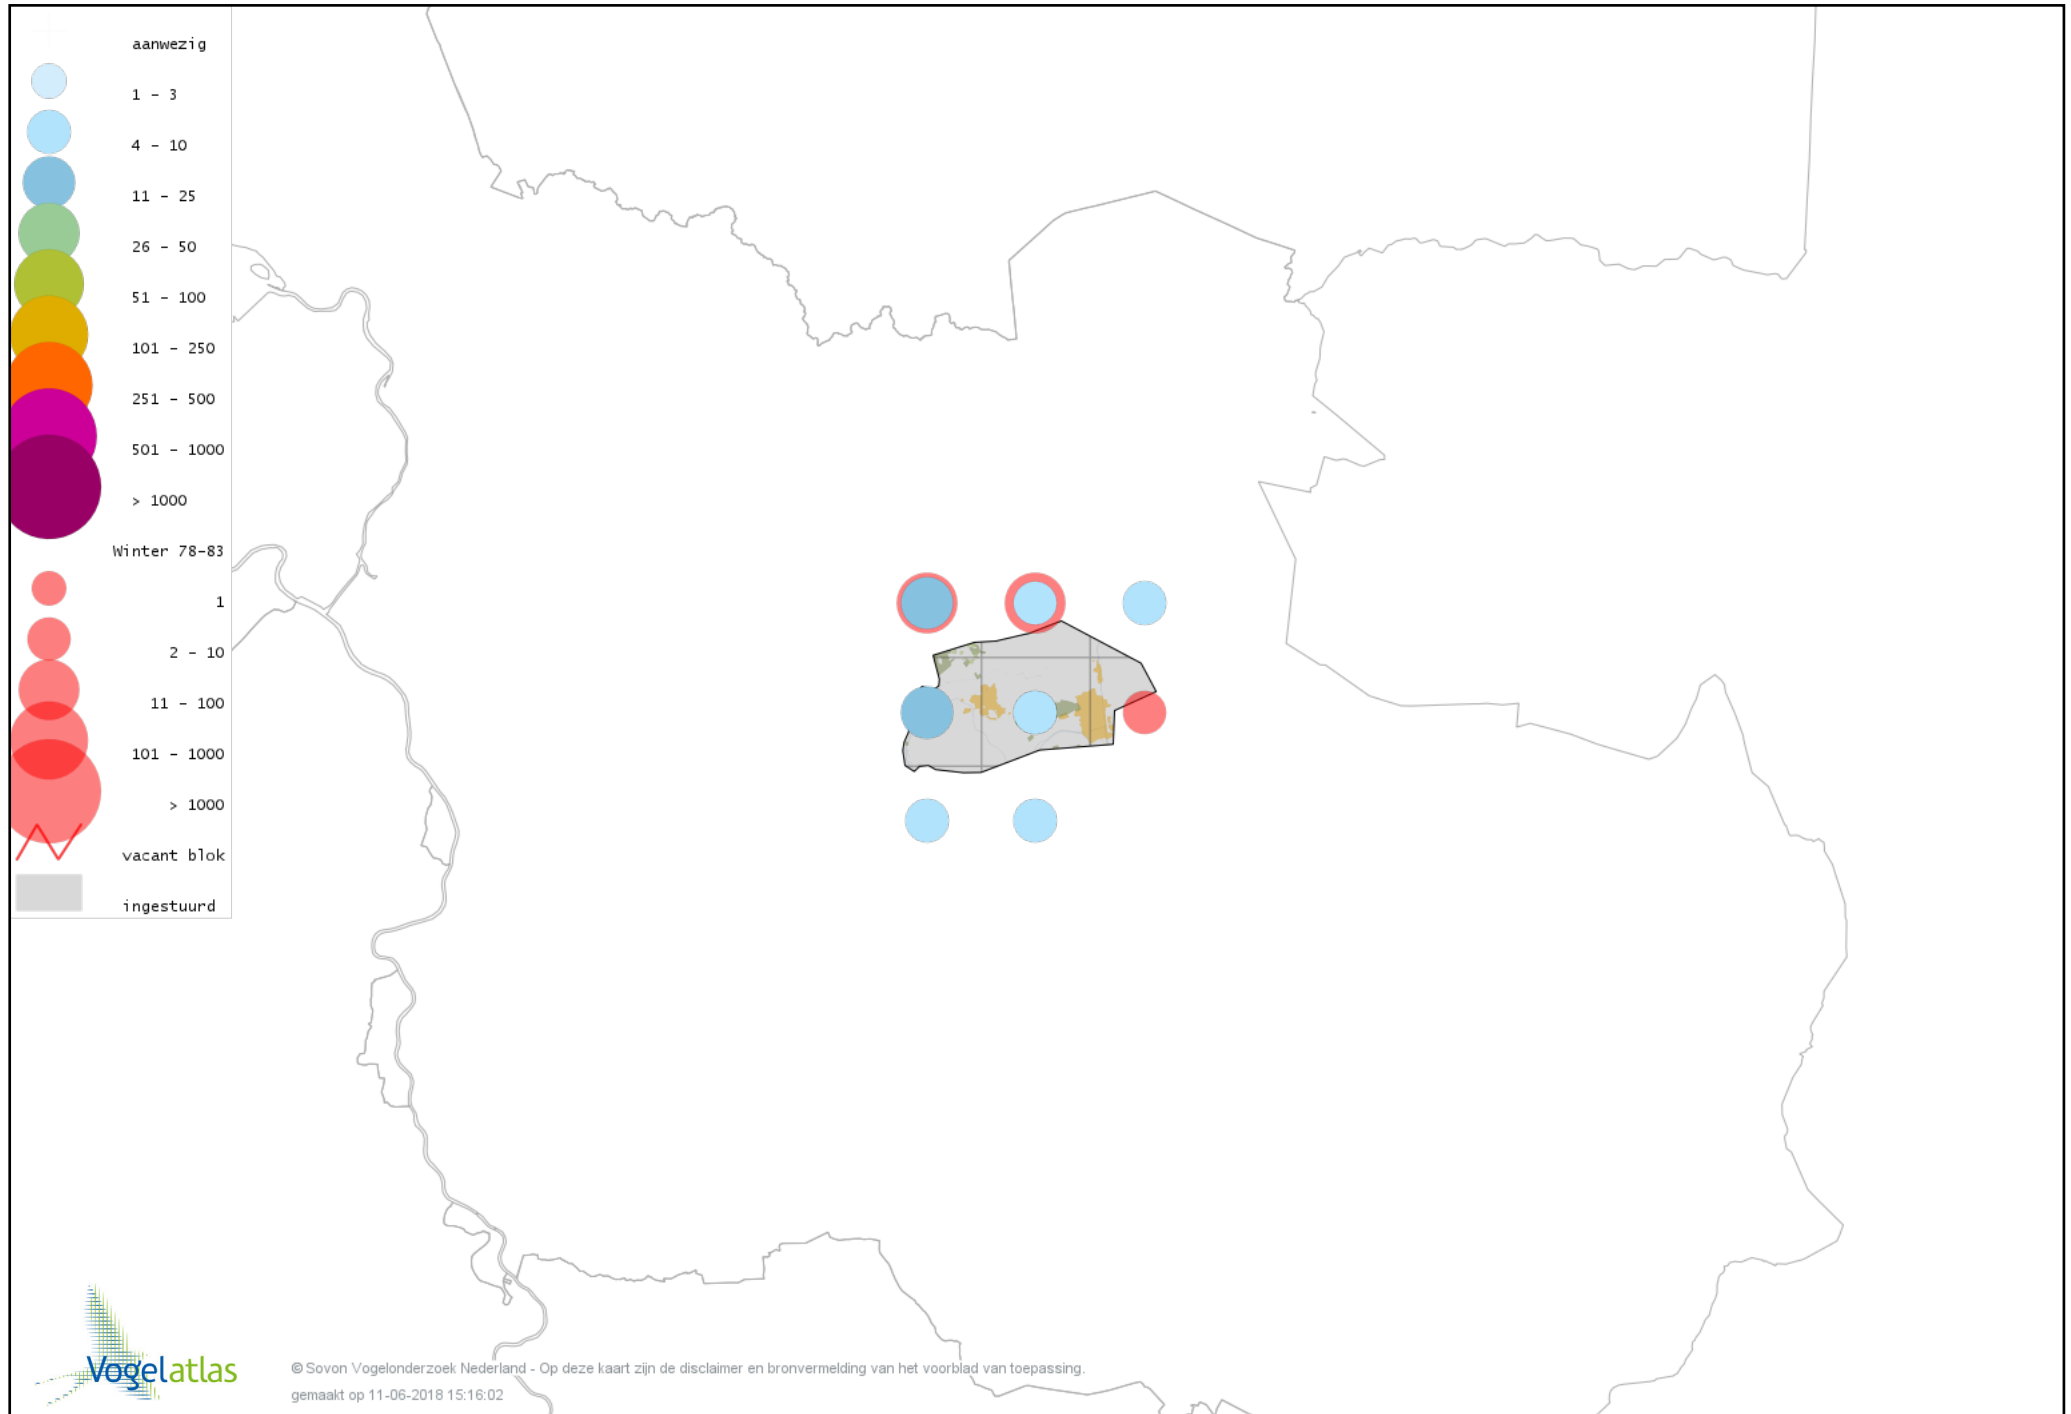 aanwezig
1 - 3
4 - 10
11 - 25
26 - 50
51 - 100
101 - 250
251 - 500
501 - 1000
> 1000
Winter 78-83
1
2 - 10
11 - 100
101 - 1000
> 1000
vacant blok
ingestuurd
Vogelatlas
© Sovon Vogelonderzoek Nederland - Op deze kaart zijn de disclaimer en bronvermelding van het voorblad van toepassing.
gemaakt op 11-06-2018 15:16:02